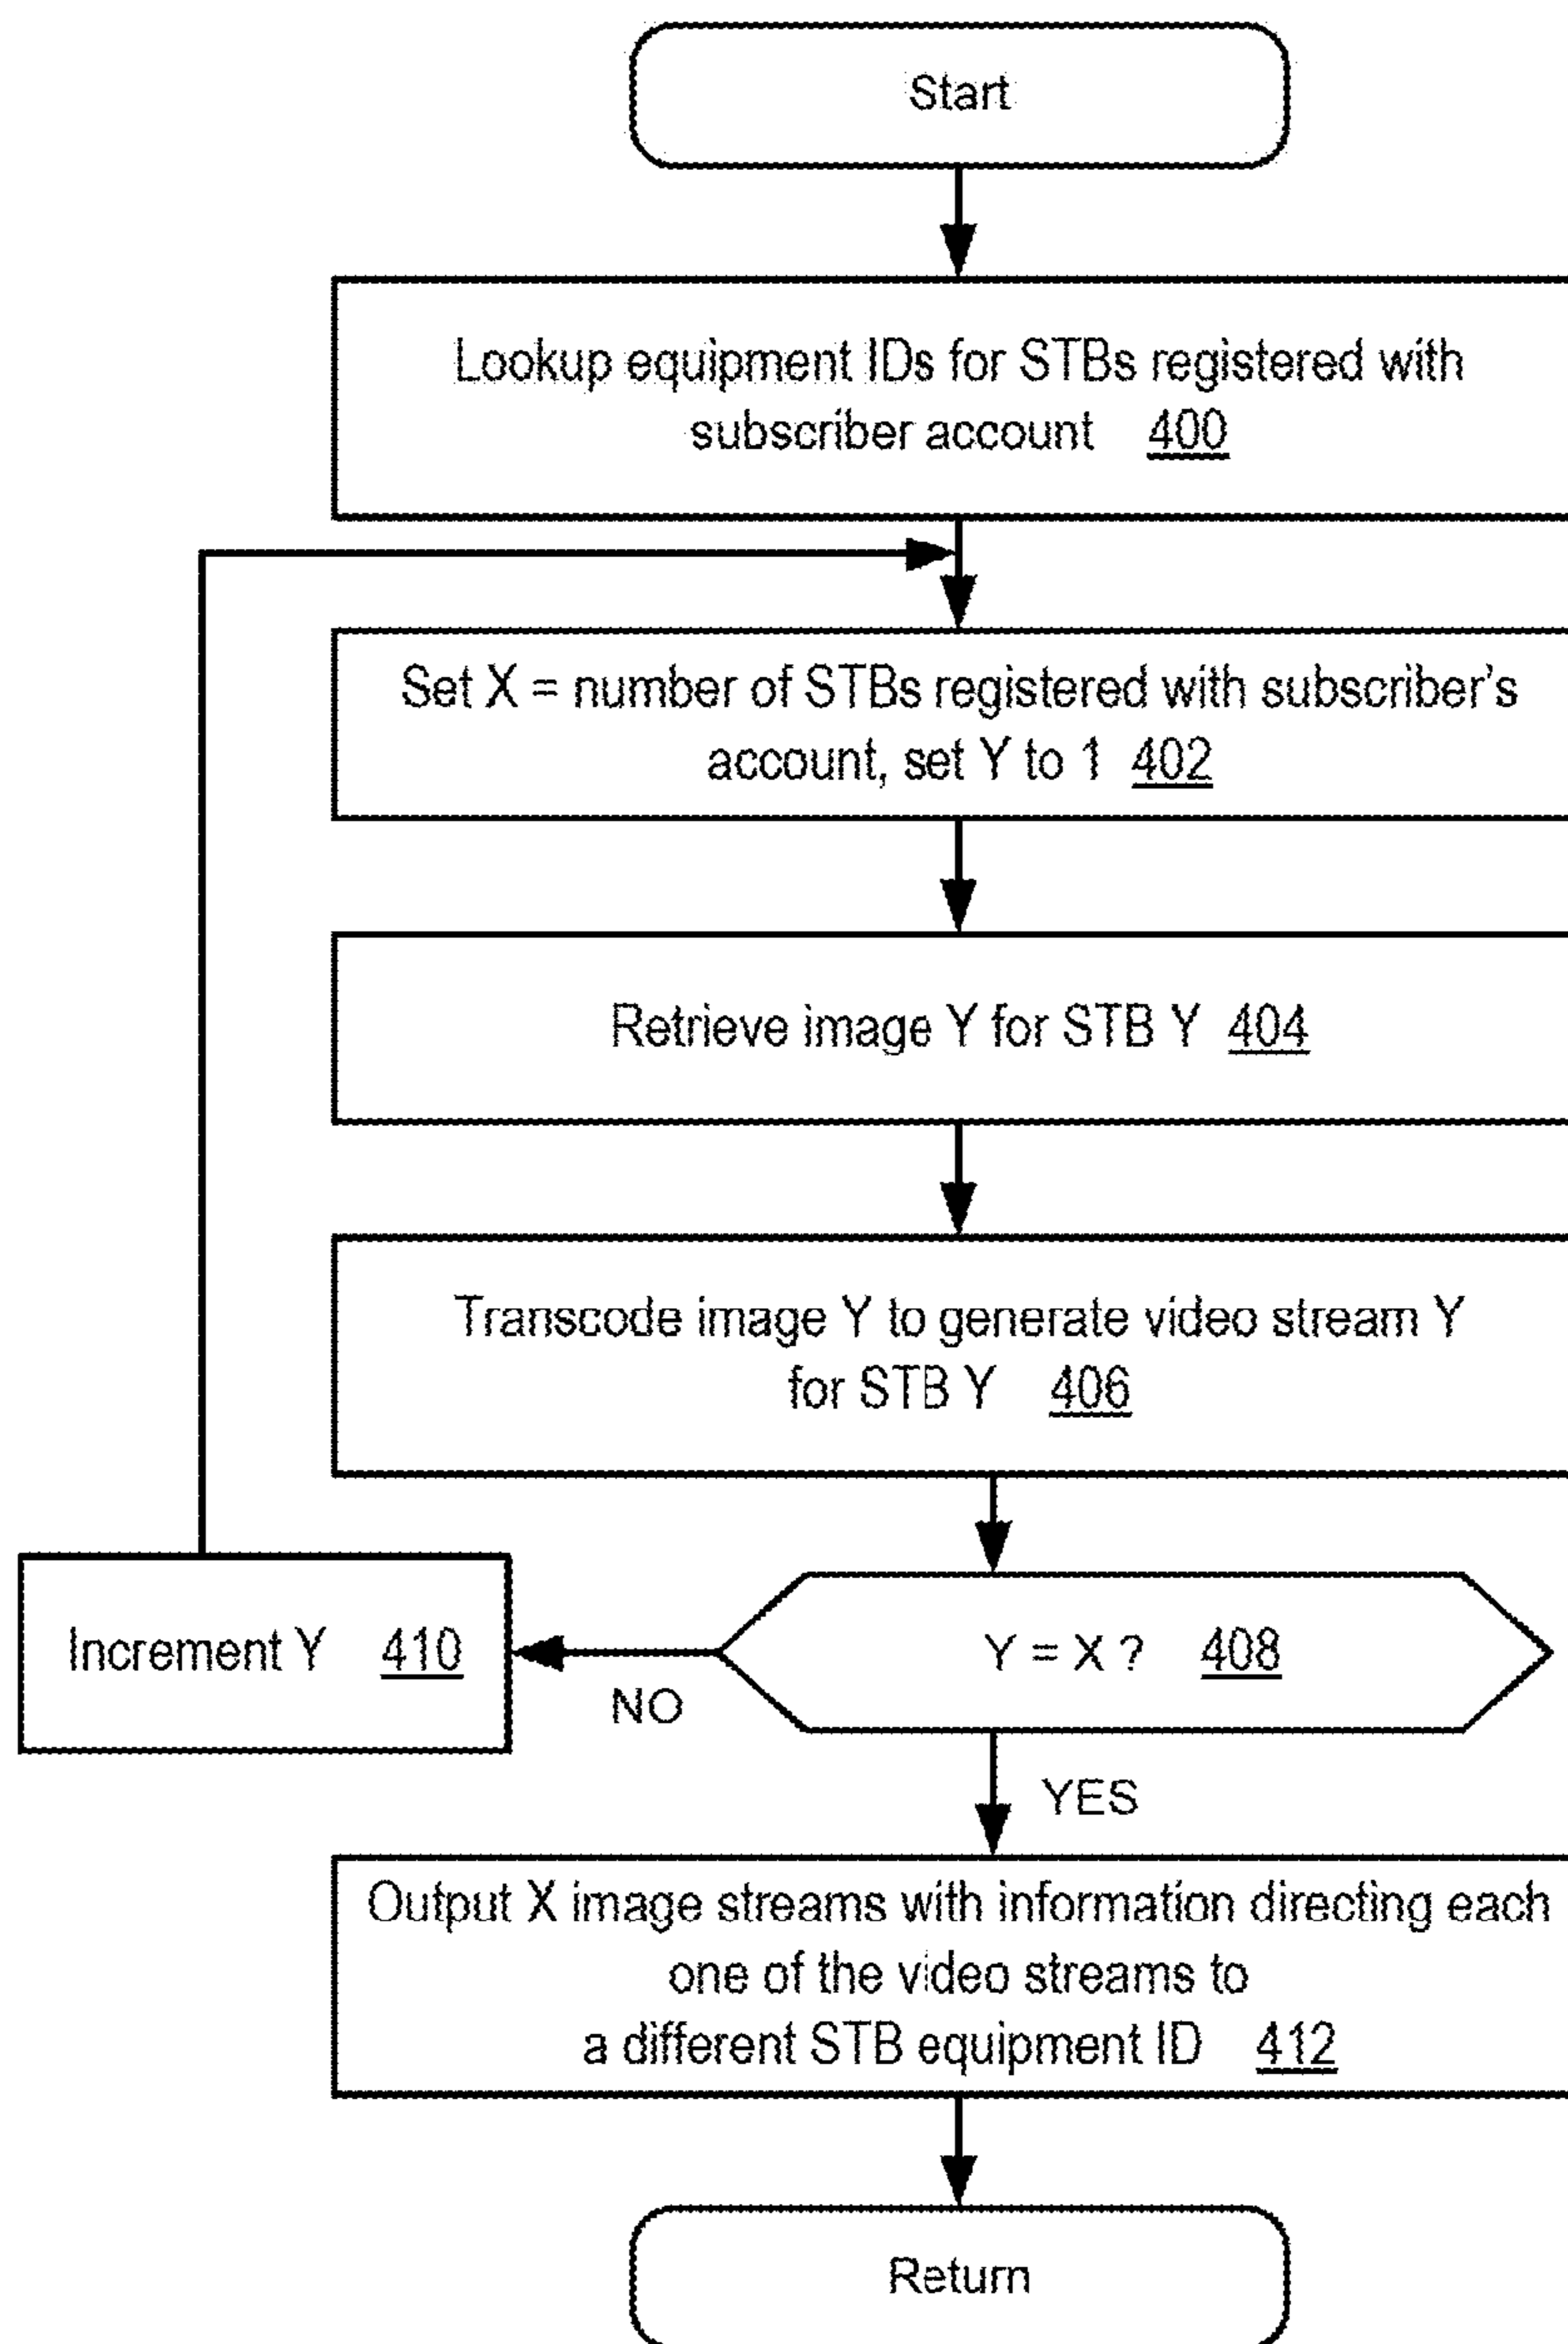 Start
Lookup equipment IDs for STBs registered with
subscriber account 400
Set X = number of STBs registered with subscriber's
account, set Y to 1 402
Retrieve image Y for STB Y 404
Transcode image Y to generate video stream Y
for STB Y 406
Increment Y 410
NO
Y = X ? 408
YES
Output X image streams with information directing each
one of the video streams to
a different STB equipment ID 412
Return